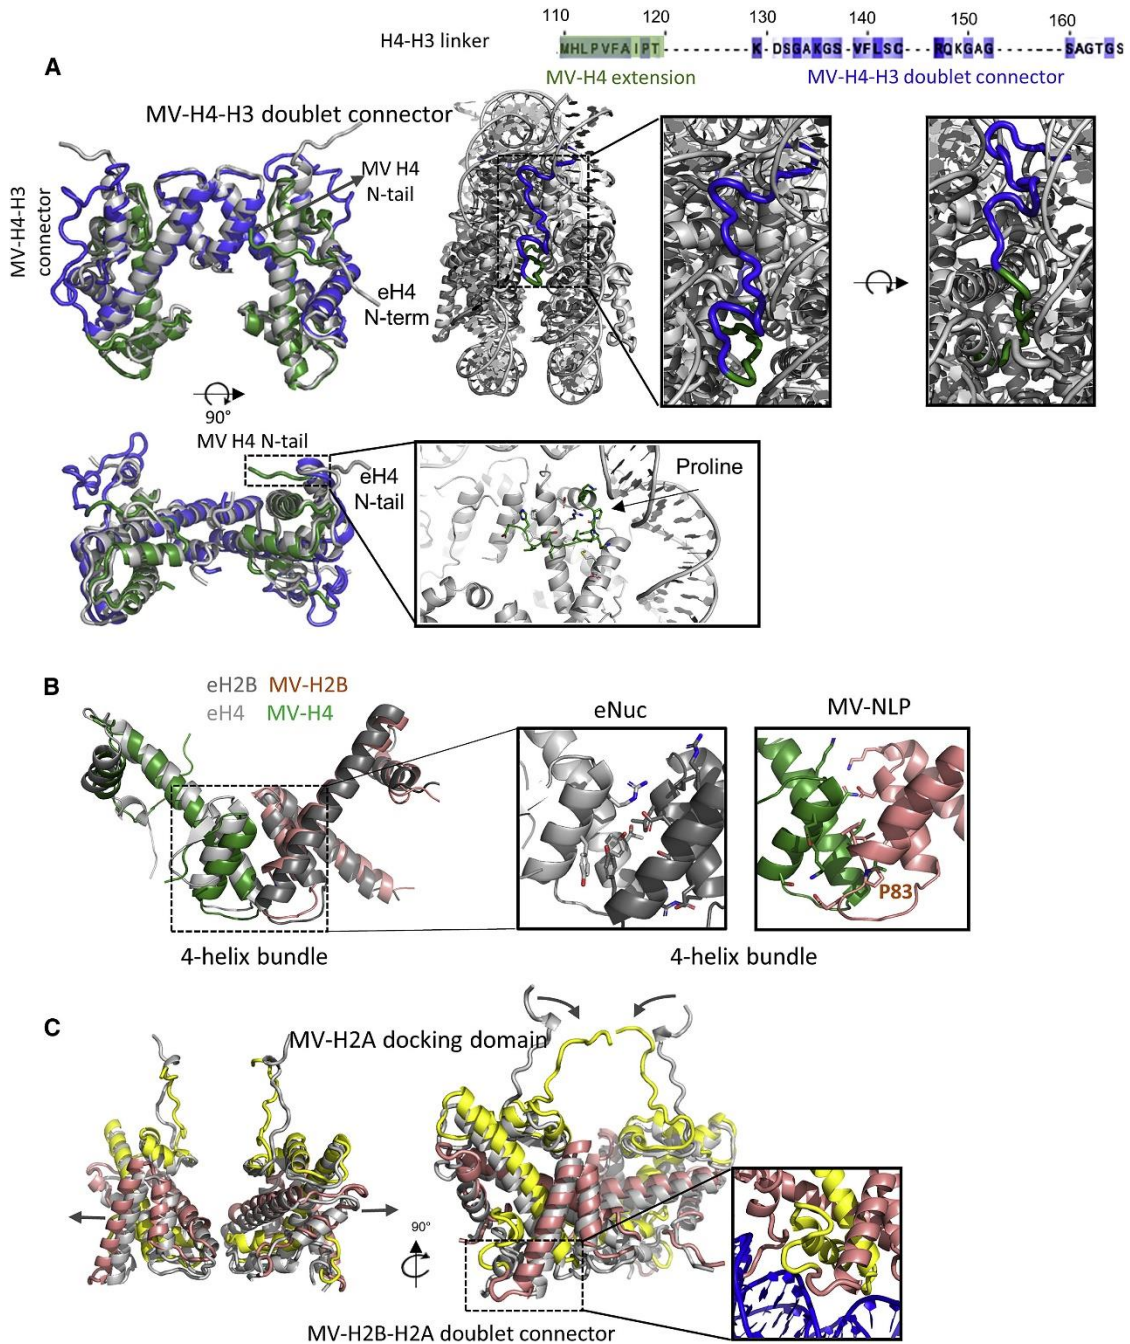 110 120 130 140 150 160
H4-H3 linker MHLPVFAIPT--------K-DSGAKGS-VFLSC---RQKGAG-------SAGTGS
MV-H4 extension MV-H4-H3 doublet connector
A
MV-H4-H3 doublet connector
MV-H4-H3
connector
MV H4
N-tail
eH4
N-term
90°
MV H4 N-tail
eH4
N-tail
Proline
B
eH2B MV-H2B
eH4 MV-H4
eNuc
MV-NLP
P83
4-helix bundle
4-helix bundle
C
MV-H2A docking domain
90°
MV-H2B-H2A doublet connector